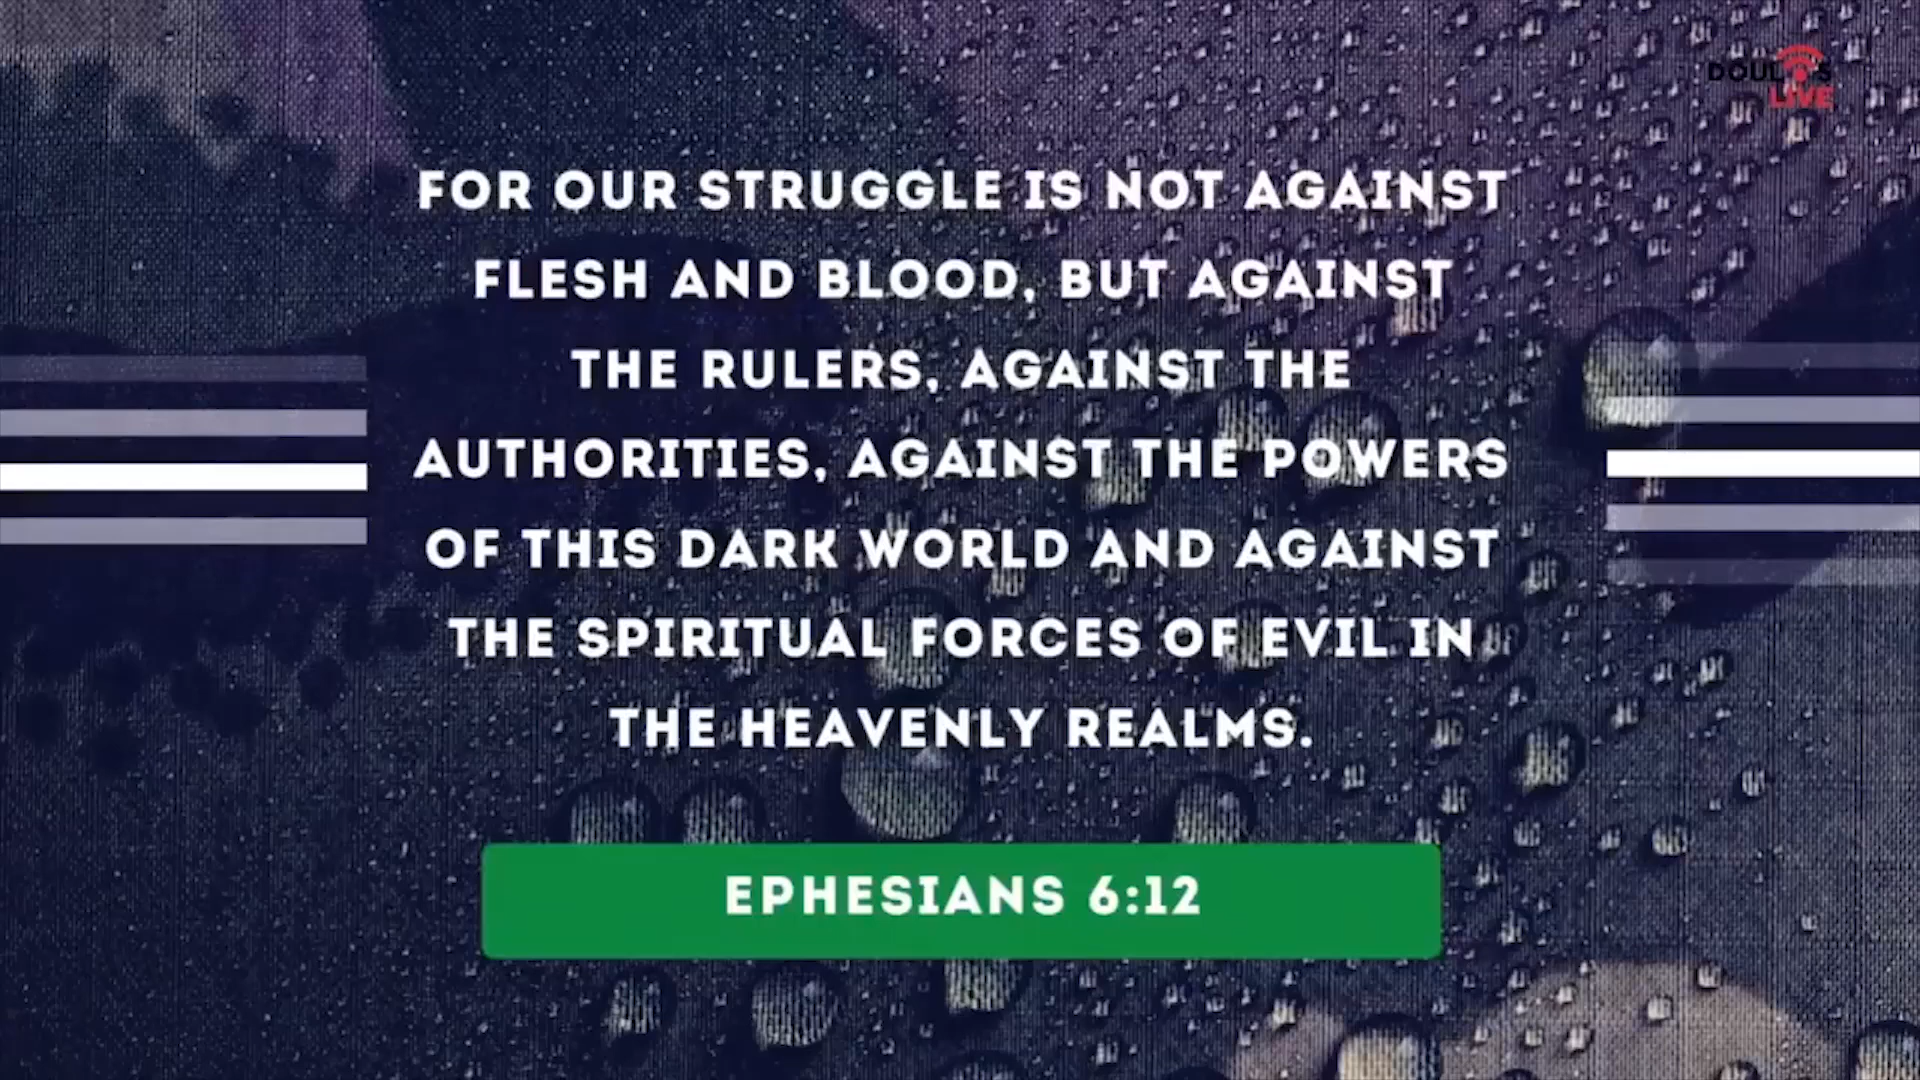 DOULOS
LIVE
FOR OUR STRUGGLE IS NOT AGAINST
FLESH AND BLOOD, BUT AGAINST
THE RULERS, AGAINST THE
AUTHORITIES, AGAINST THE POWERS
OF THIS DARK WORLD AND AGAINST
THE SPIRITUAL FORCES OF EVIL IN
THE HEAVENLY REALMS.
EPHESIANS 6:12